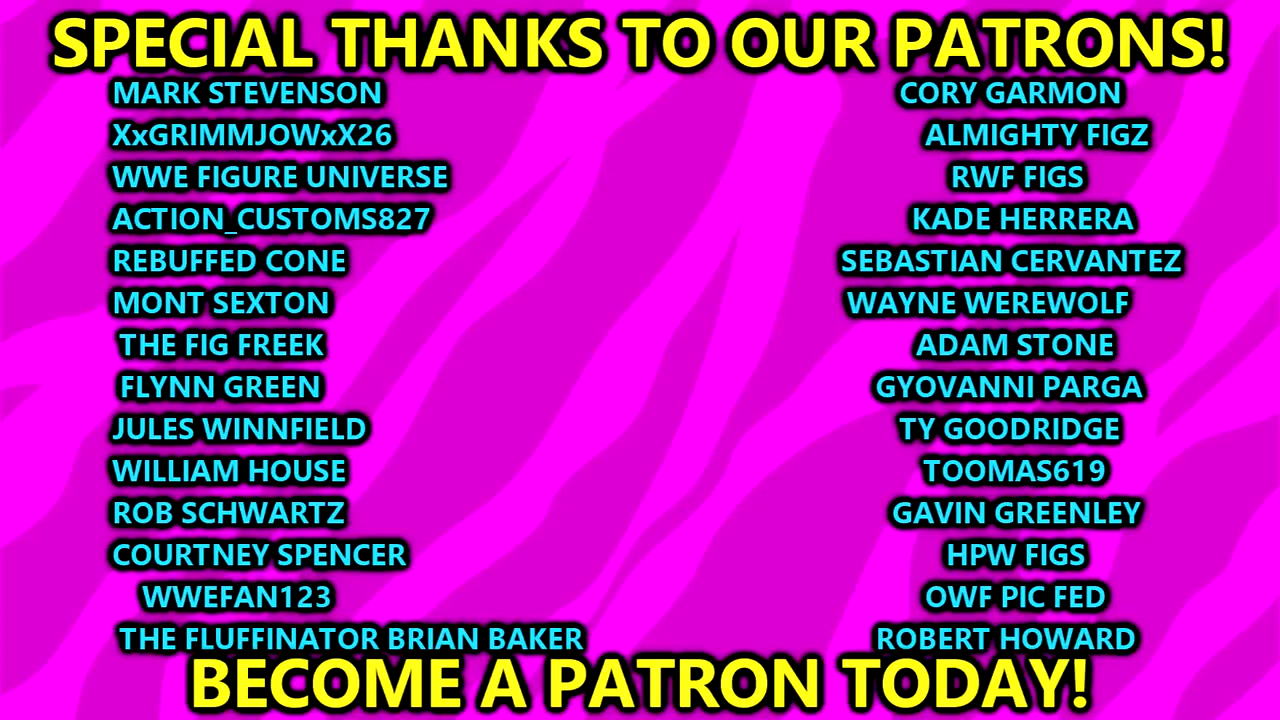 SPECIAL THANKS TO OUR PATRONS!
MARK STEVENSON
XxGRIMMJOWxX26
WWE FIGURE UNIVERSE
ACTION_CUSTOMS827
REBUFFED CONE
MONT SEXTON
THE FIG FREEK
FLYNN GREEN
JULES WINNFIELD
WILLIAM HOUSE
ROB SCHWARTZ
COURTNEY SPENCER
WWEFAN123
THE FLUFFINATOR BRIAN BAKER
CORY GARMON
ALMIGHTY FIGZ
RWF FIGS
KADE HERRERA
SEBASTIAN CERVANTEZ
WAYNE WEREWOLF
ADAM STONE
GYOVANNI PARGA
TY GOODRIDGE
TOOMAS619
GAVIN GREENLEY
HPW FIGS
OWF PIC FED
ROBERT HOWARD
BECOME A PATRON TODAY!